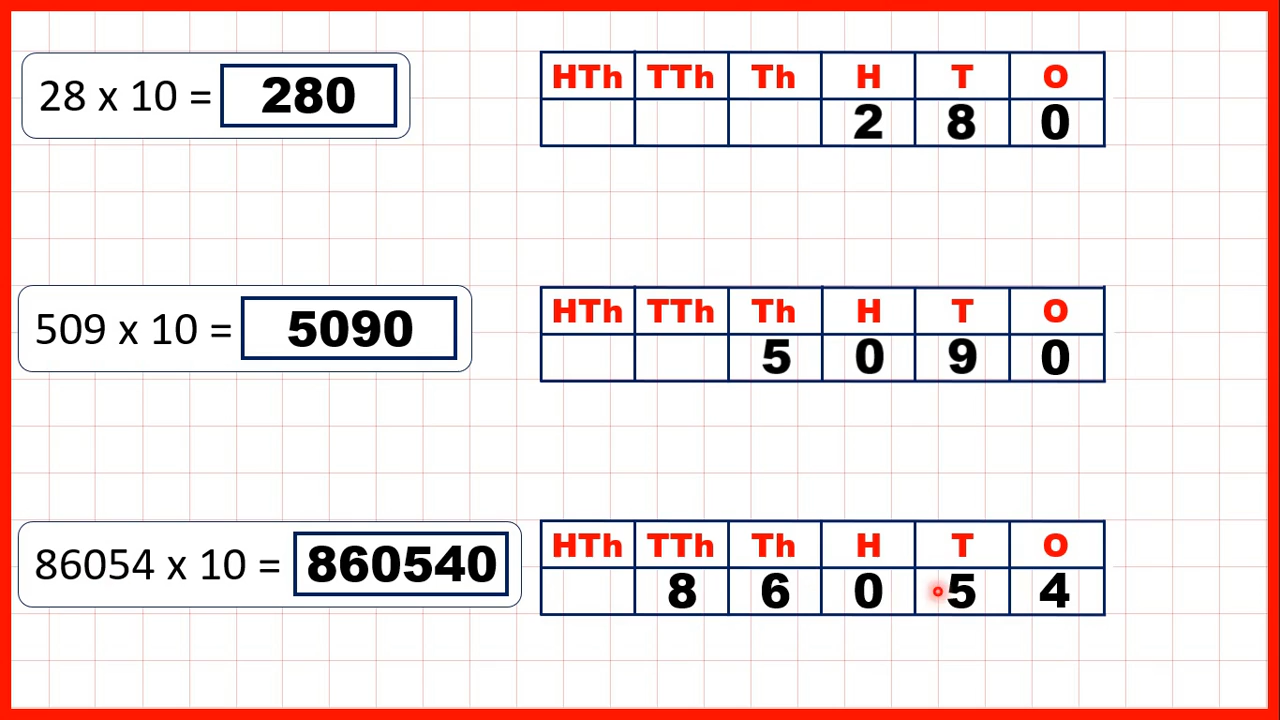 28 x 10 = 280
HTh TTh Th H T O
2 8 0
509 x 10 = 5090
HTh TTh Th H T O
5 0 9 0
86054 x 10 = 860540
HTh TTh Th H T O
8 6 0 5 4